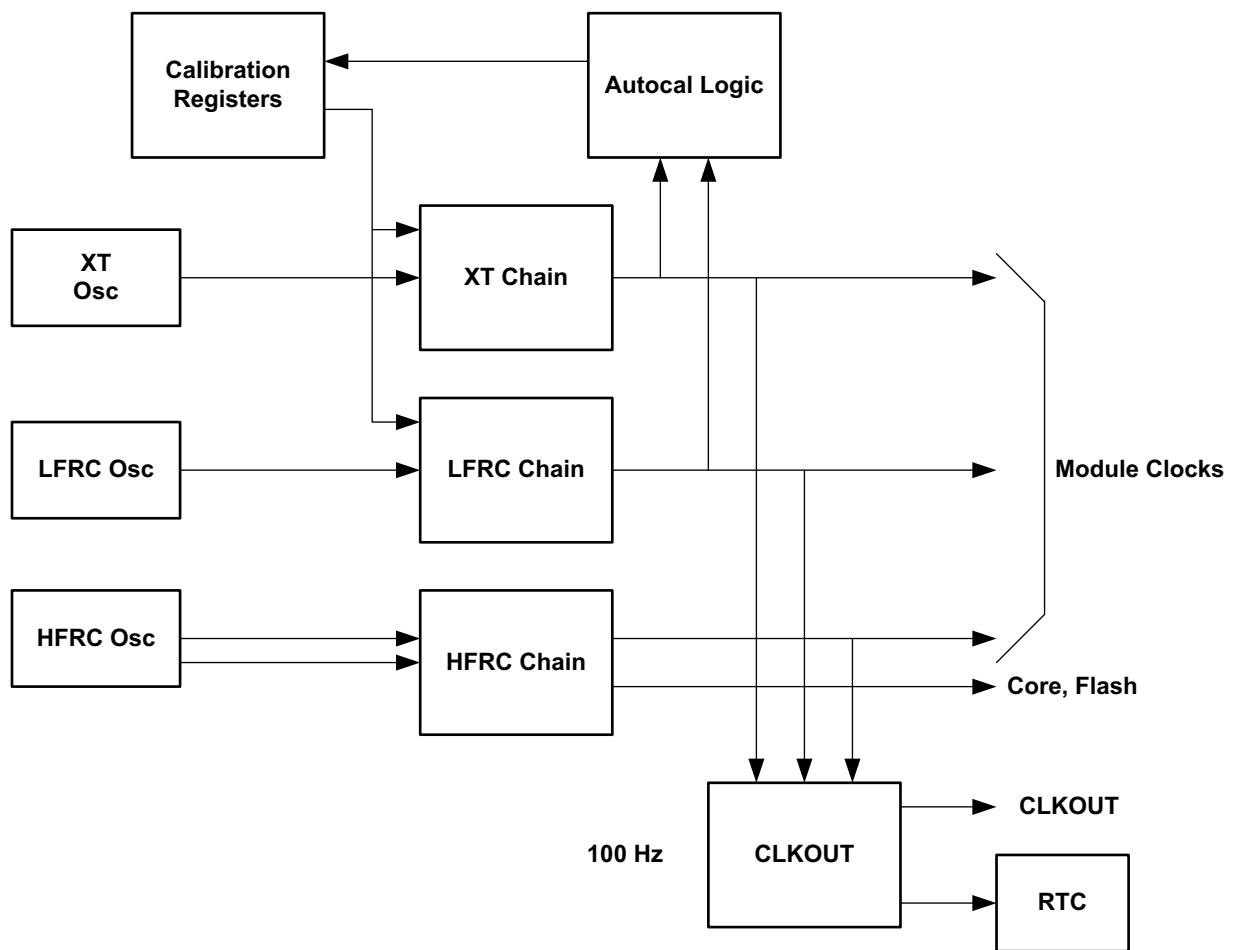 Calibration
Registers
Autocal Logic
XT
Osc
XT Chain
LFRC Osc
LFRC Chain
Module Clocks
HFRC Osc
HFRC Chain
Core, Flash
CLKOUT
100 Hz
CLKOUT
RTC